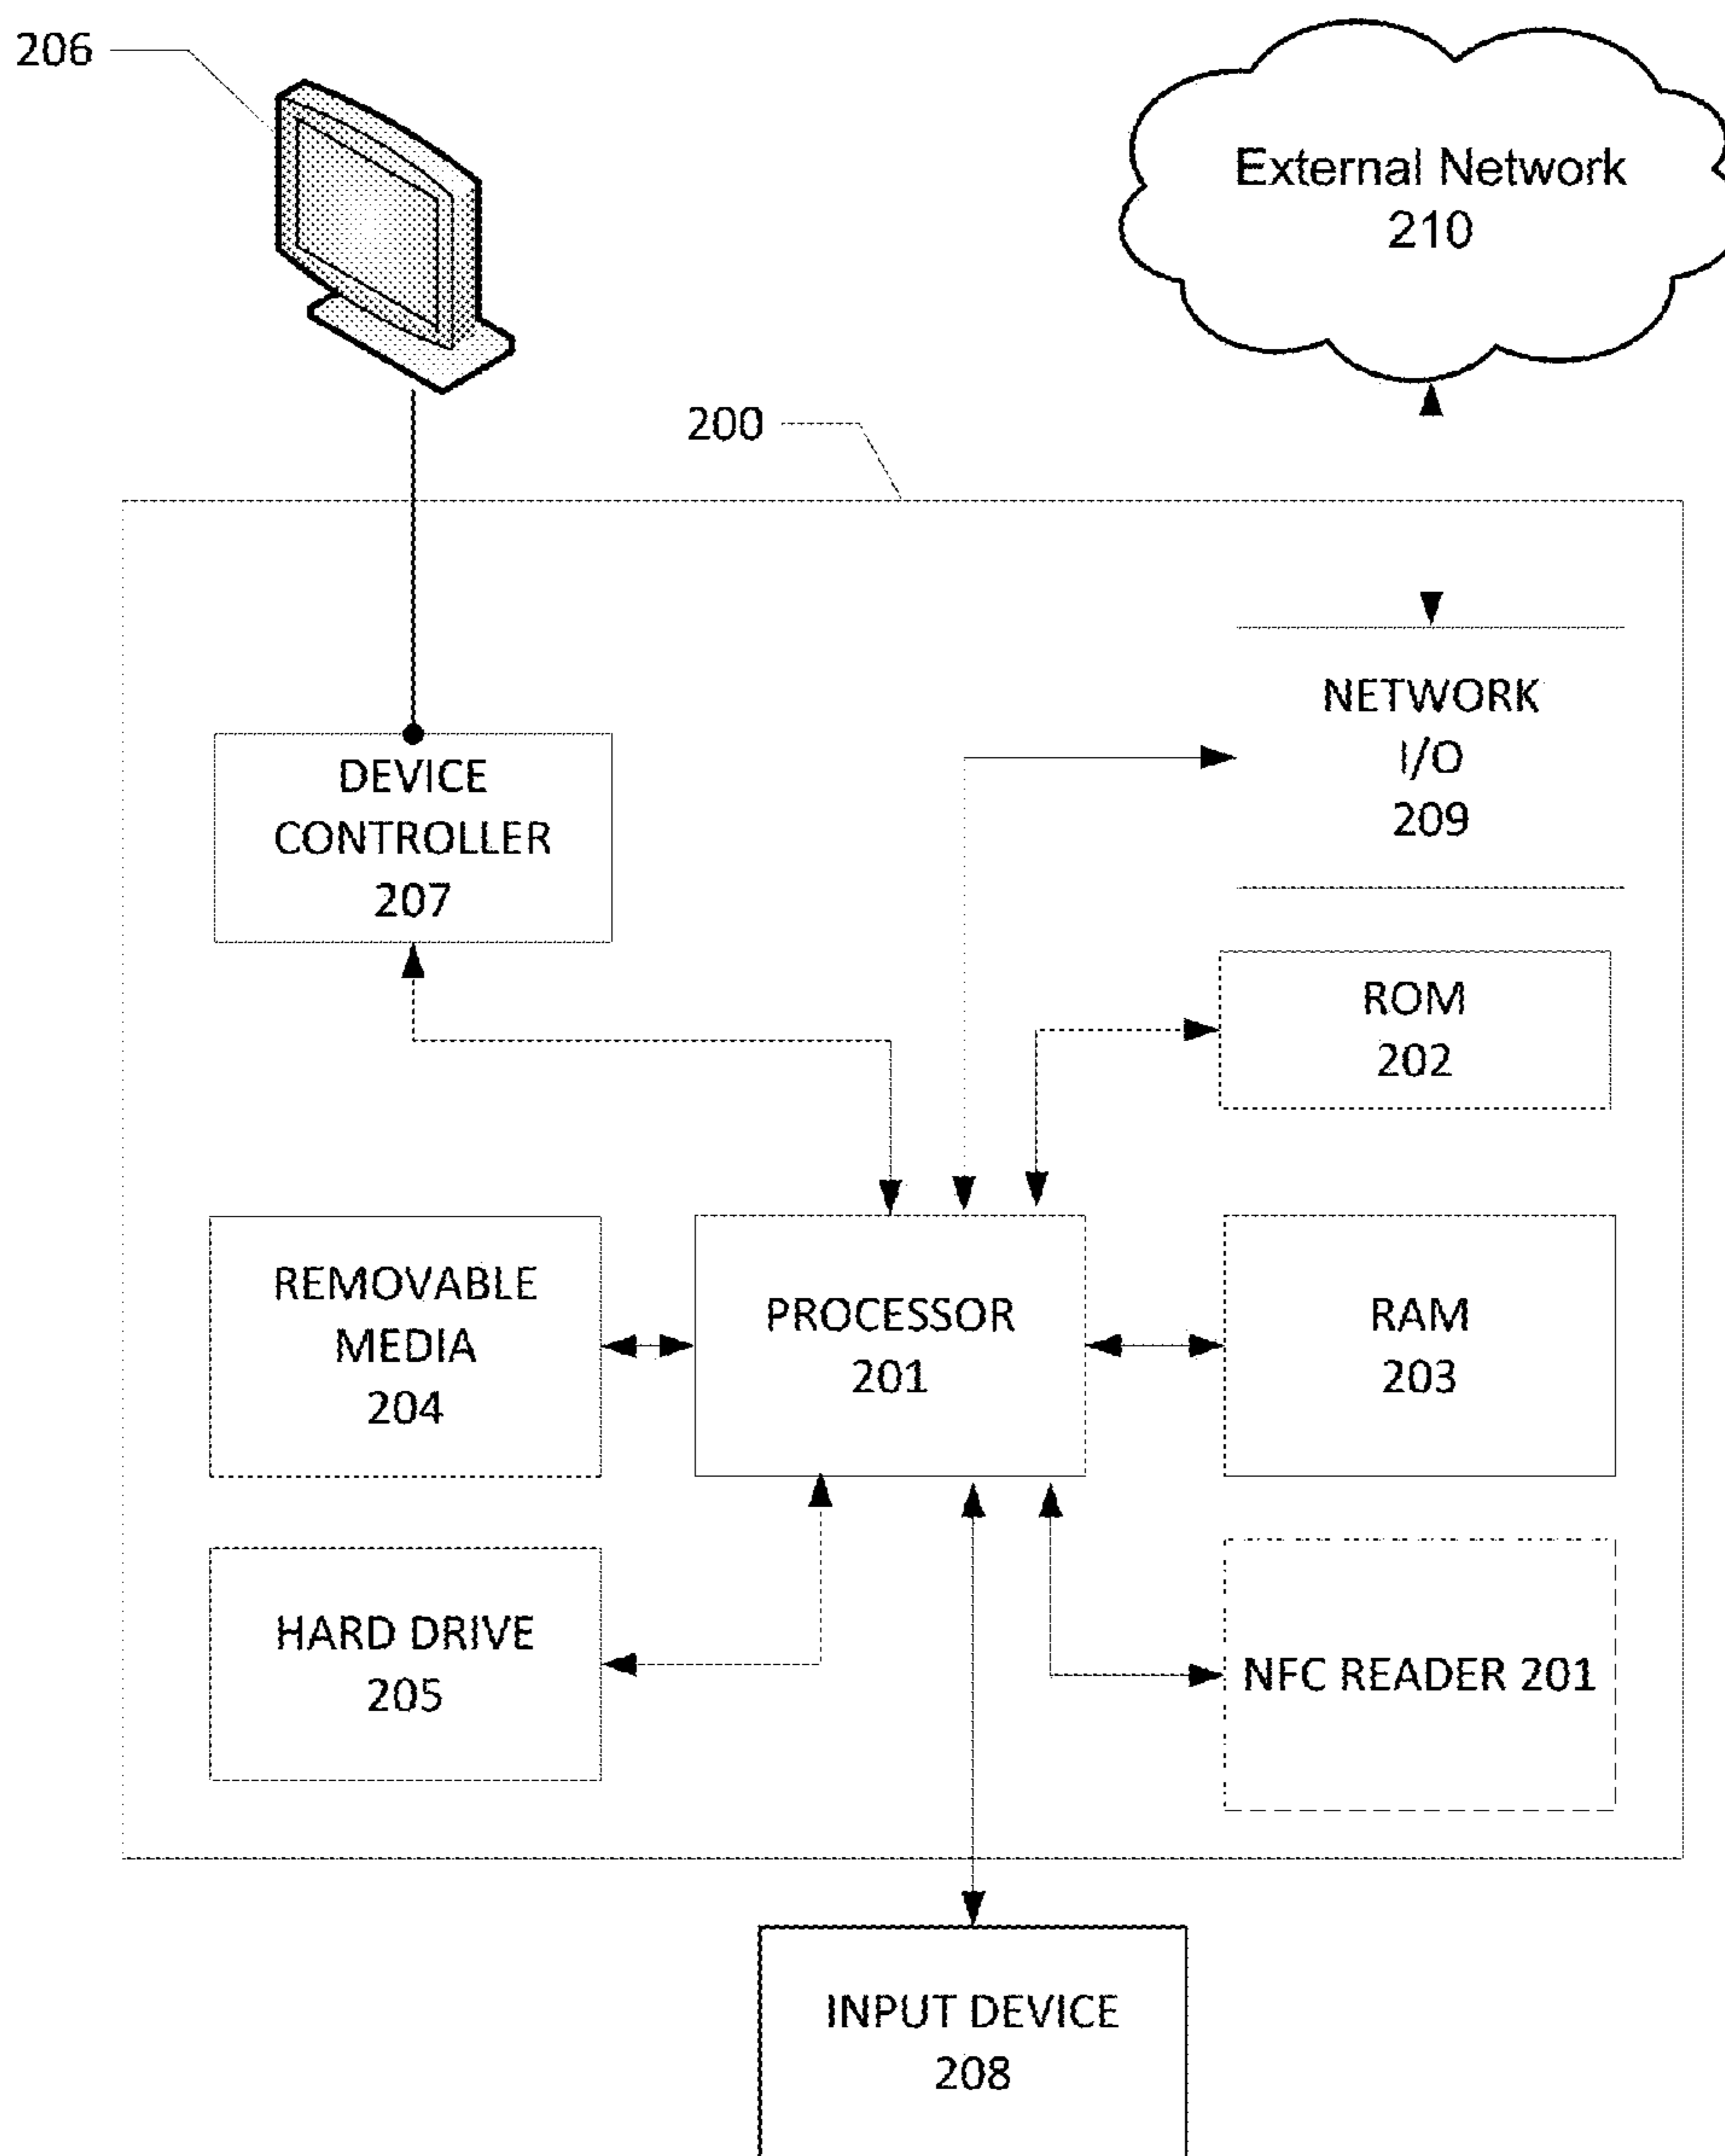 206
External Network
210
200
NETWORK
I/O
209
DEVICE
CONTROLLER
207
ROM
202
REMOVABLE
MEDIA
204
PROCESSOR
201
RAM
203
HARD DRIVE
205
NFC READER 201
INPUT DEVICE
208